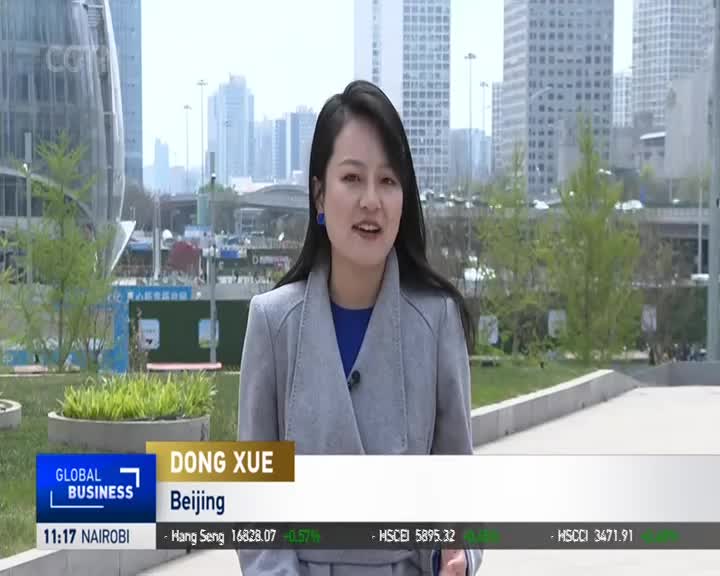 CGTN
DONG XUE
GLOBAL
BUSINESS
Beijing
11:17 NAIROBI
- Hang Seng 16828.07 +0.57%
- HSCEI 5895.32
- HSCCI 3471.91